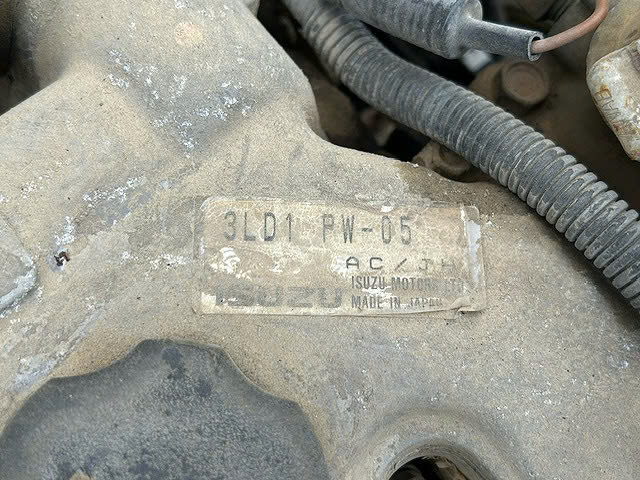 3LD1 PW-05
AC/JH
ISUZU
ISUZU MOTORS LTD
MADE IN JAPAN